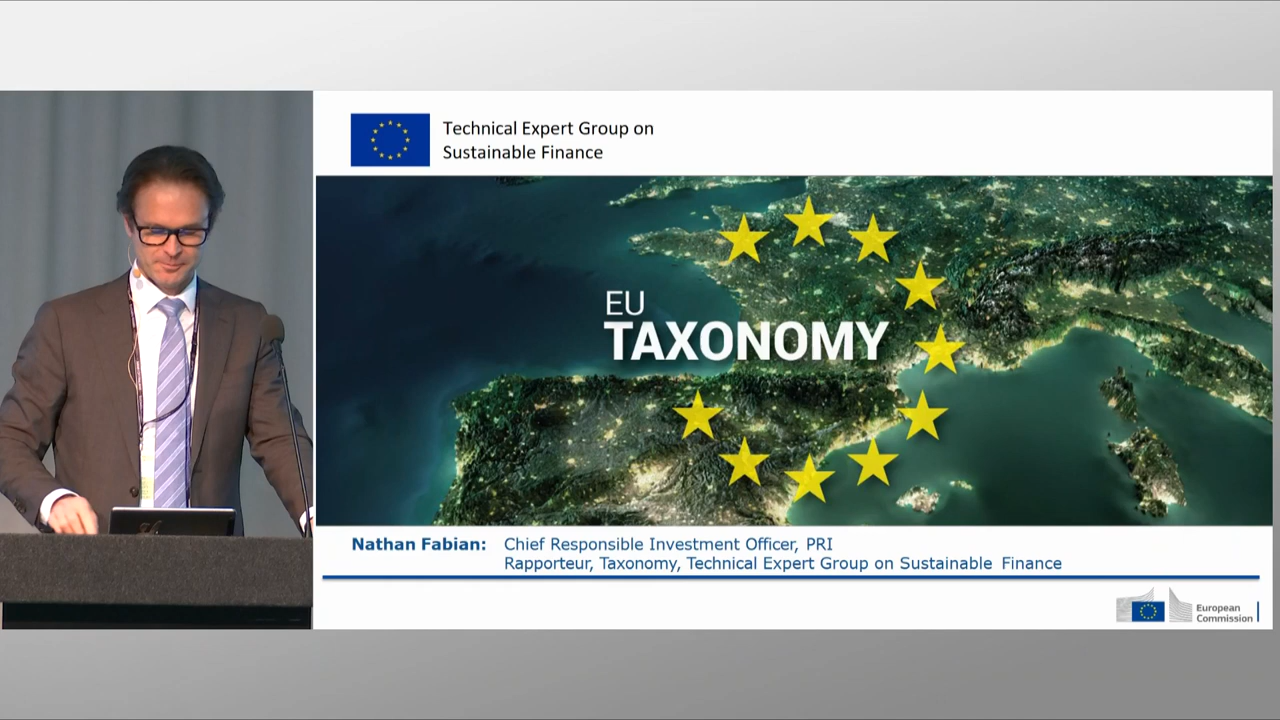 Technical Expert Group on
Sustainable Finance
EU
TAXONOMY
Nathan Fabian: Chief Responsible Investment Officer, PRI
Rapporteur, Taxonomy, Technical Expert Group on Sustainable Finance
European
Commission